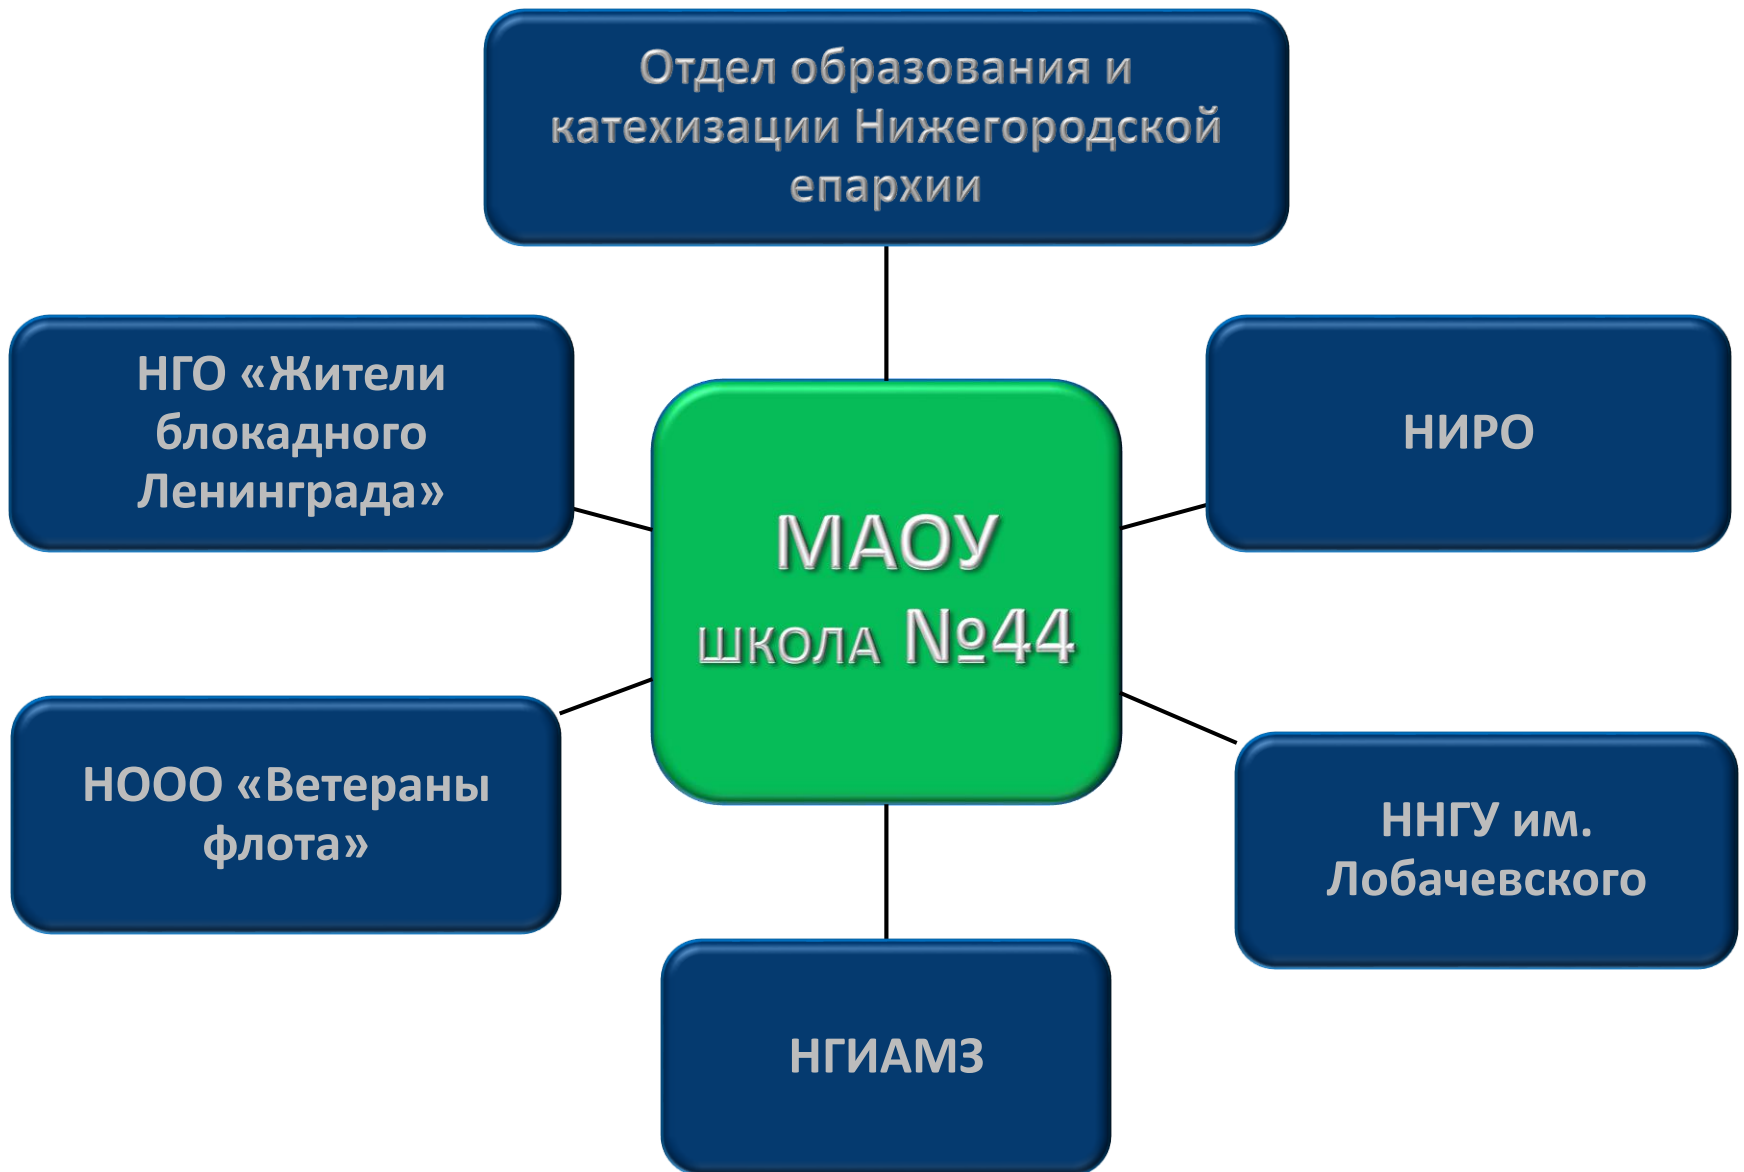 Отдел образования и
катехизации Нижегородской
епархии
НГО «Жители
блокадного
Ленинграда»
НИРО
МАОУ
школа №44
НООО «Ветераны
флота»
ННГУ им.
Лобачевского
НГИАМЗ